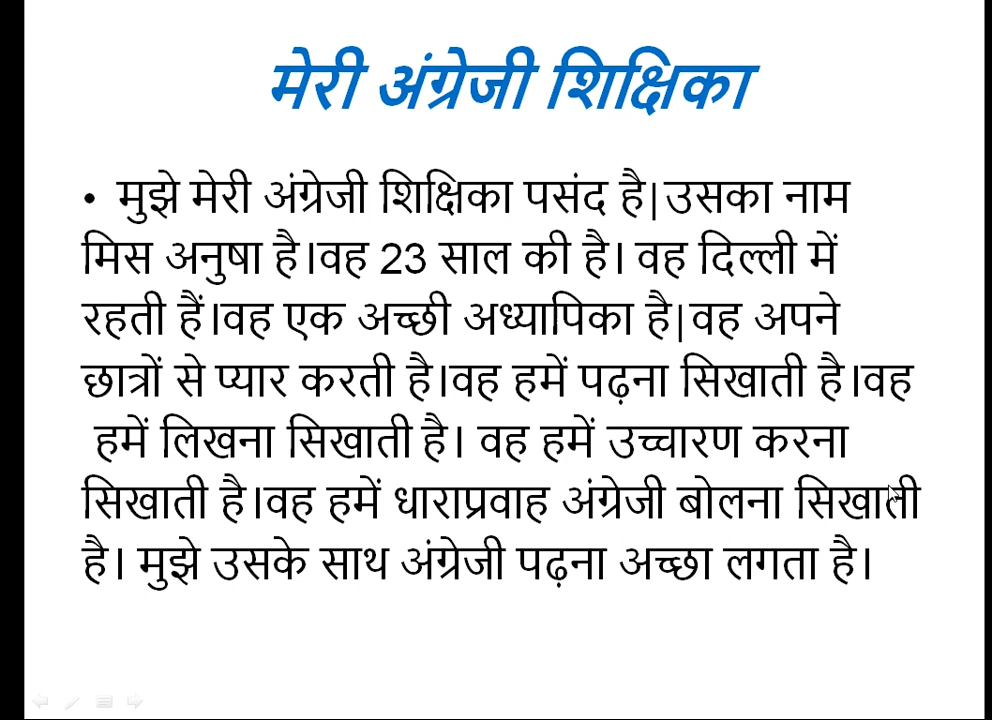 मेरी अंग्रेजी शिक्षिका
• मुझे मेरी अंग्रेजी शिक्षिका पसंद है|उसका नाम
मिस अनुषा है।वह 23 साल की है। वह दिल्ली में
रहती हैं।वह एक अच्छी अध्यापिका है|वह अपने
छात्रों से प्यार करती है।वह हमें पढ़ना सिखाती है।वह
हमें लिखना सिखाती है। वह हमें उच्चारण करना
सिखाती है।वह हमें धाराप्रवाह अंग्रेजी बोलना सिखाती
है। मुझे उसके साथ अंग्रेजी पढ़ना अच्छा लगता है।